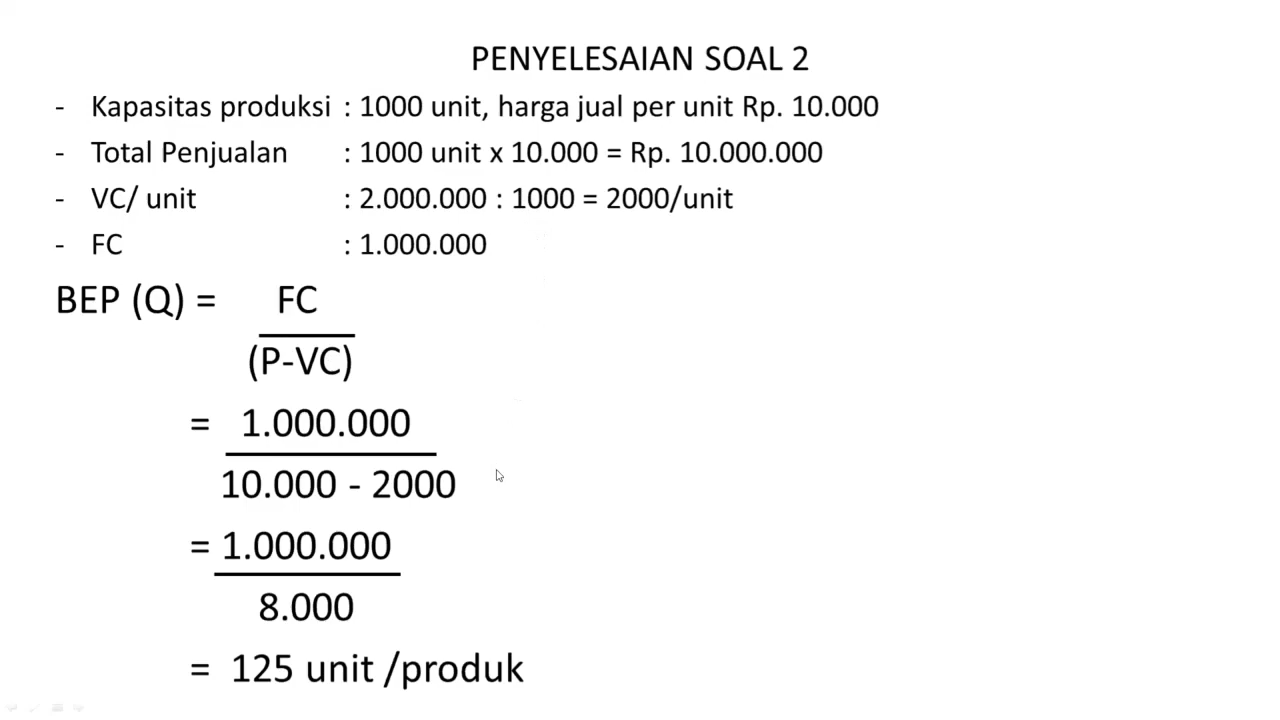 PENYELESAIAN SOAL 2
- Kapasitas produksi : 1000 unit, harga jual per unit Rp. 10.000
- Total Penjualan : 1000 unit x 10.000 = Rp. 10.000.000
- VC/ unit : 2.000.000 : 1000 = 2000/unit
- FC : 1.000.000
BEP (Q) = FC
(P-VC)
= 1.000.000
10.000 - 2000
= 1.000.000
8.000
= 125 unit /produk